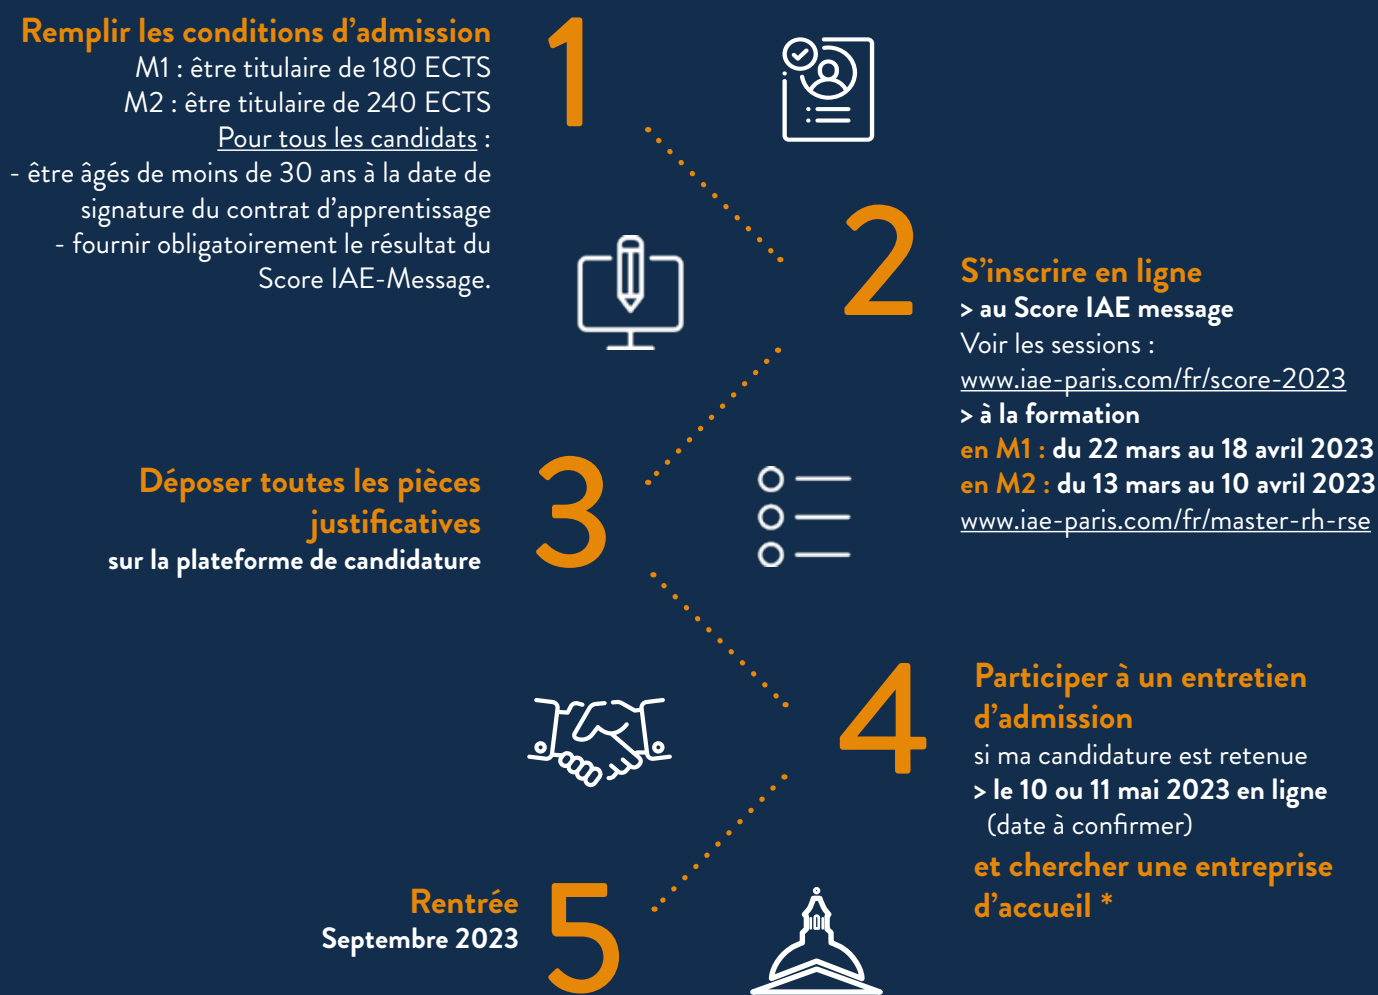 1
Remplir les conditions d'admission
M1 : être titulaire de 180 ECTS
M2 : être titulaire de 240 ECTS
Pour tous les candidats :
- être âgés de moins de 30 ans à la date de
signature du contrat d'apprentissage
- fournir obligatoirement le résultat du
Score IAE-Message.
2
S'inscrire en ligne
> au Score IAE message
Voir les sessions :
www.iae-paris.com/fr/score-2023
> à la formation
en M1 : du 22 mars au 18 avril 2023
en M2 : du 13 mars au 10 avril 2023
www.iae-paris.com/fr/master-rh-rse
3
Déposer toutes les pièces
justificatives
sur la plateforme de candidature
4
Participer à un entretien
d'admission
si ma candidature est retenue
> le 10 ou 11 mai 2023 en ligne
(date à confirmer)
et chercher une entreprise
d'accueil *
5
Rentrée
Septembre 2023